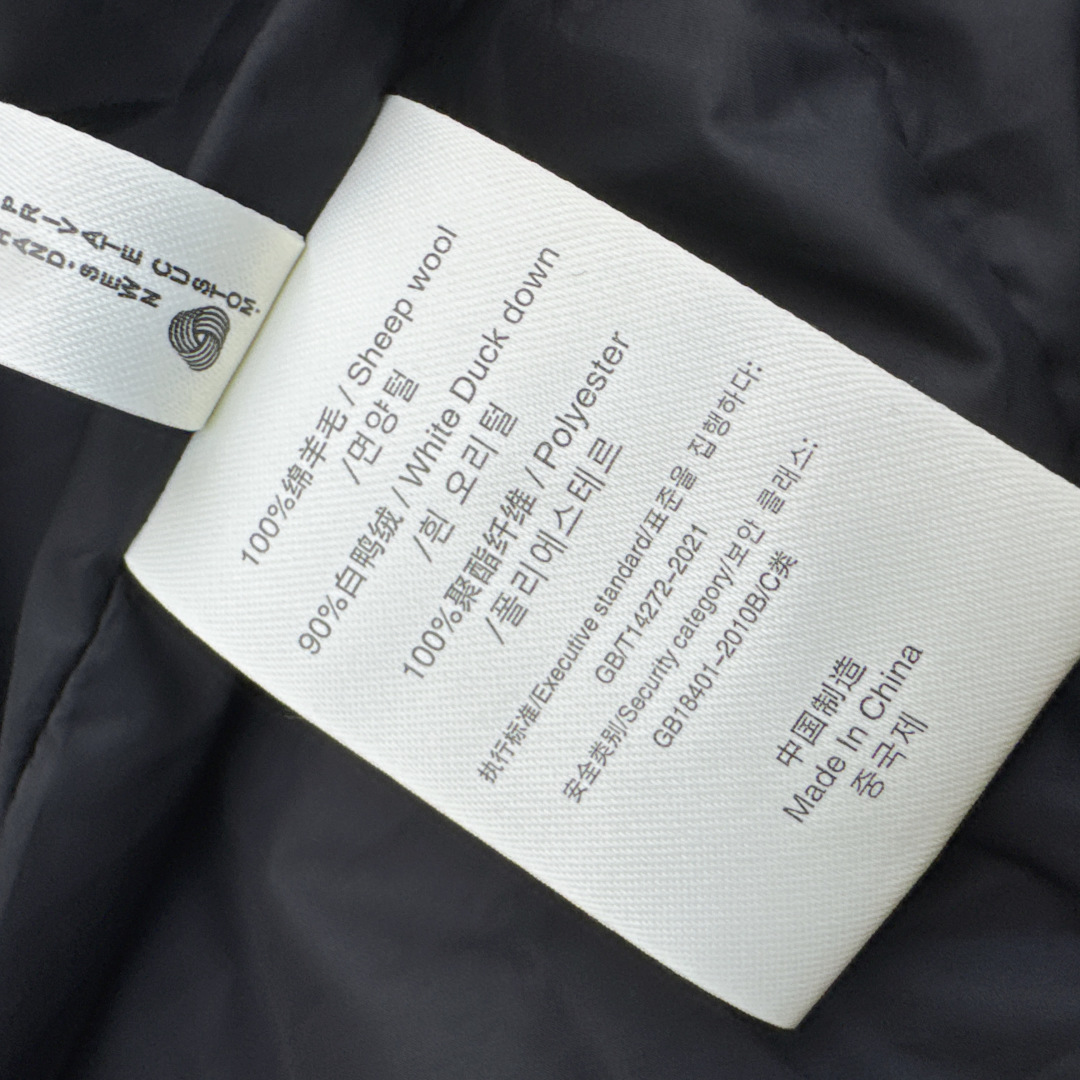 PRIVATE CUSTOM.
HAND·SEWN
100%绵羊毛 / Sheep wool
/면양털
90%白鸭绒 / White Duck down
/흰 오리털
100%聚酯纤维 / Polyester
/폴리에스테르
执行标准/Executive standard/표준을 집행하다:
GB/T14272-2021
安全类别/Security category/보안 클래스:
GB18401-2010B/C类
中国制造
Made In China
중국제